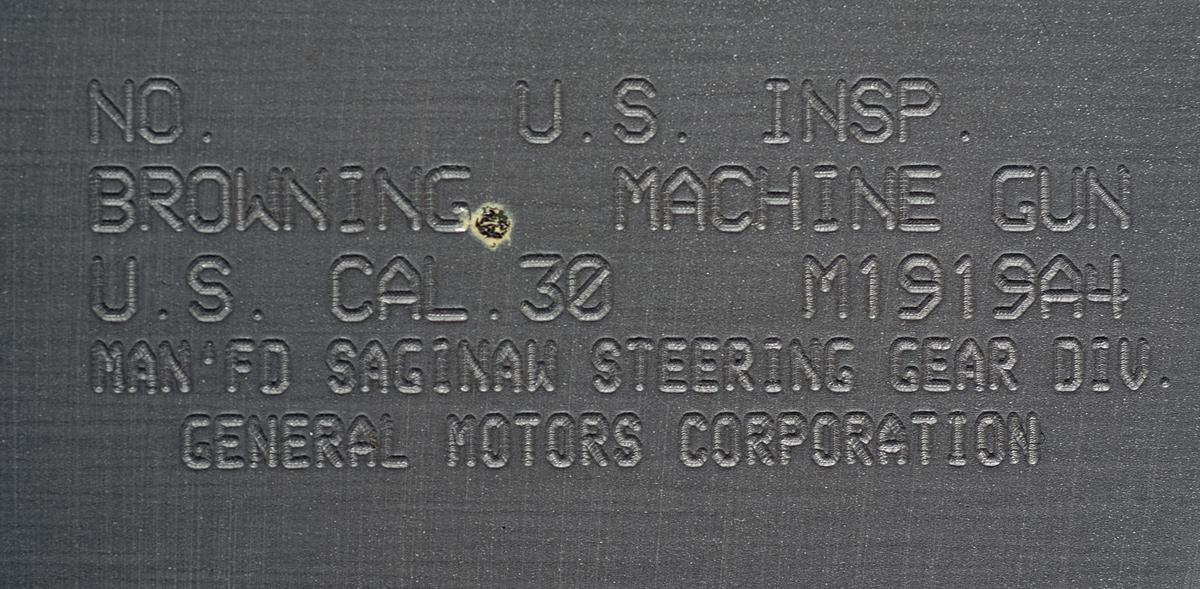 NO. U.S. INSP.
BROWNING MACHINE GUN
U.S. CAL.30 M1919A4
MAN'FD SAGINAW STEERING GEAR DIV.
GENERAL MOTORS CORPORATION